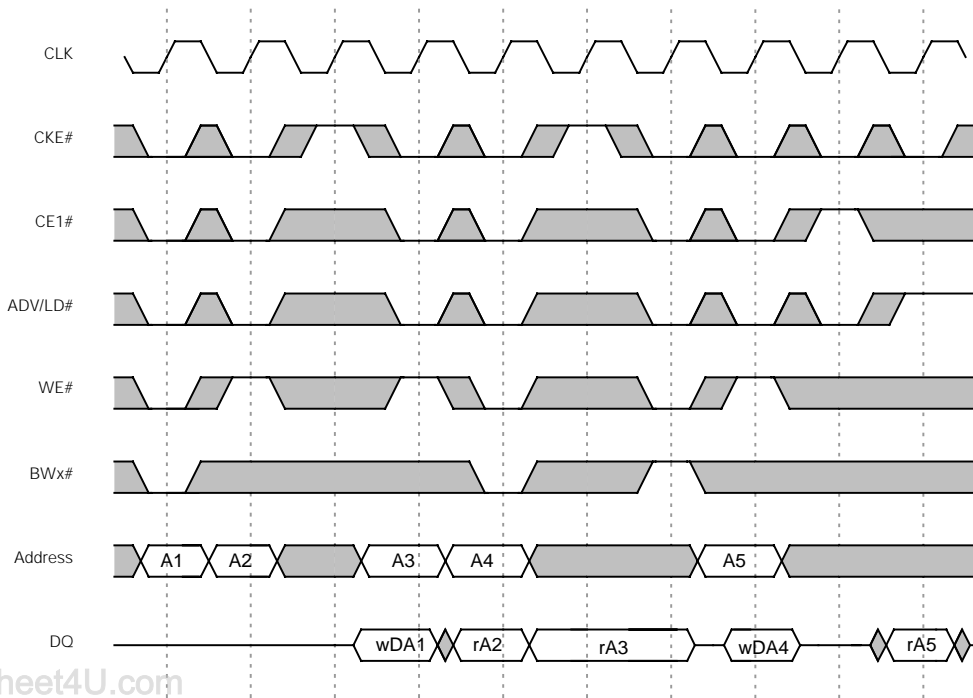 CLK
CKE#
CE1#
ADV/LD#
WE#
BWx#
Address A1 A2 A3 A4 A5
DQ wDA1 rA2 rA3 wDA4 rA5
heet4U.com